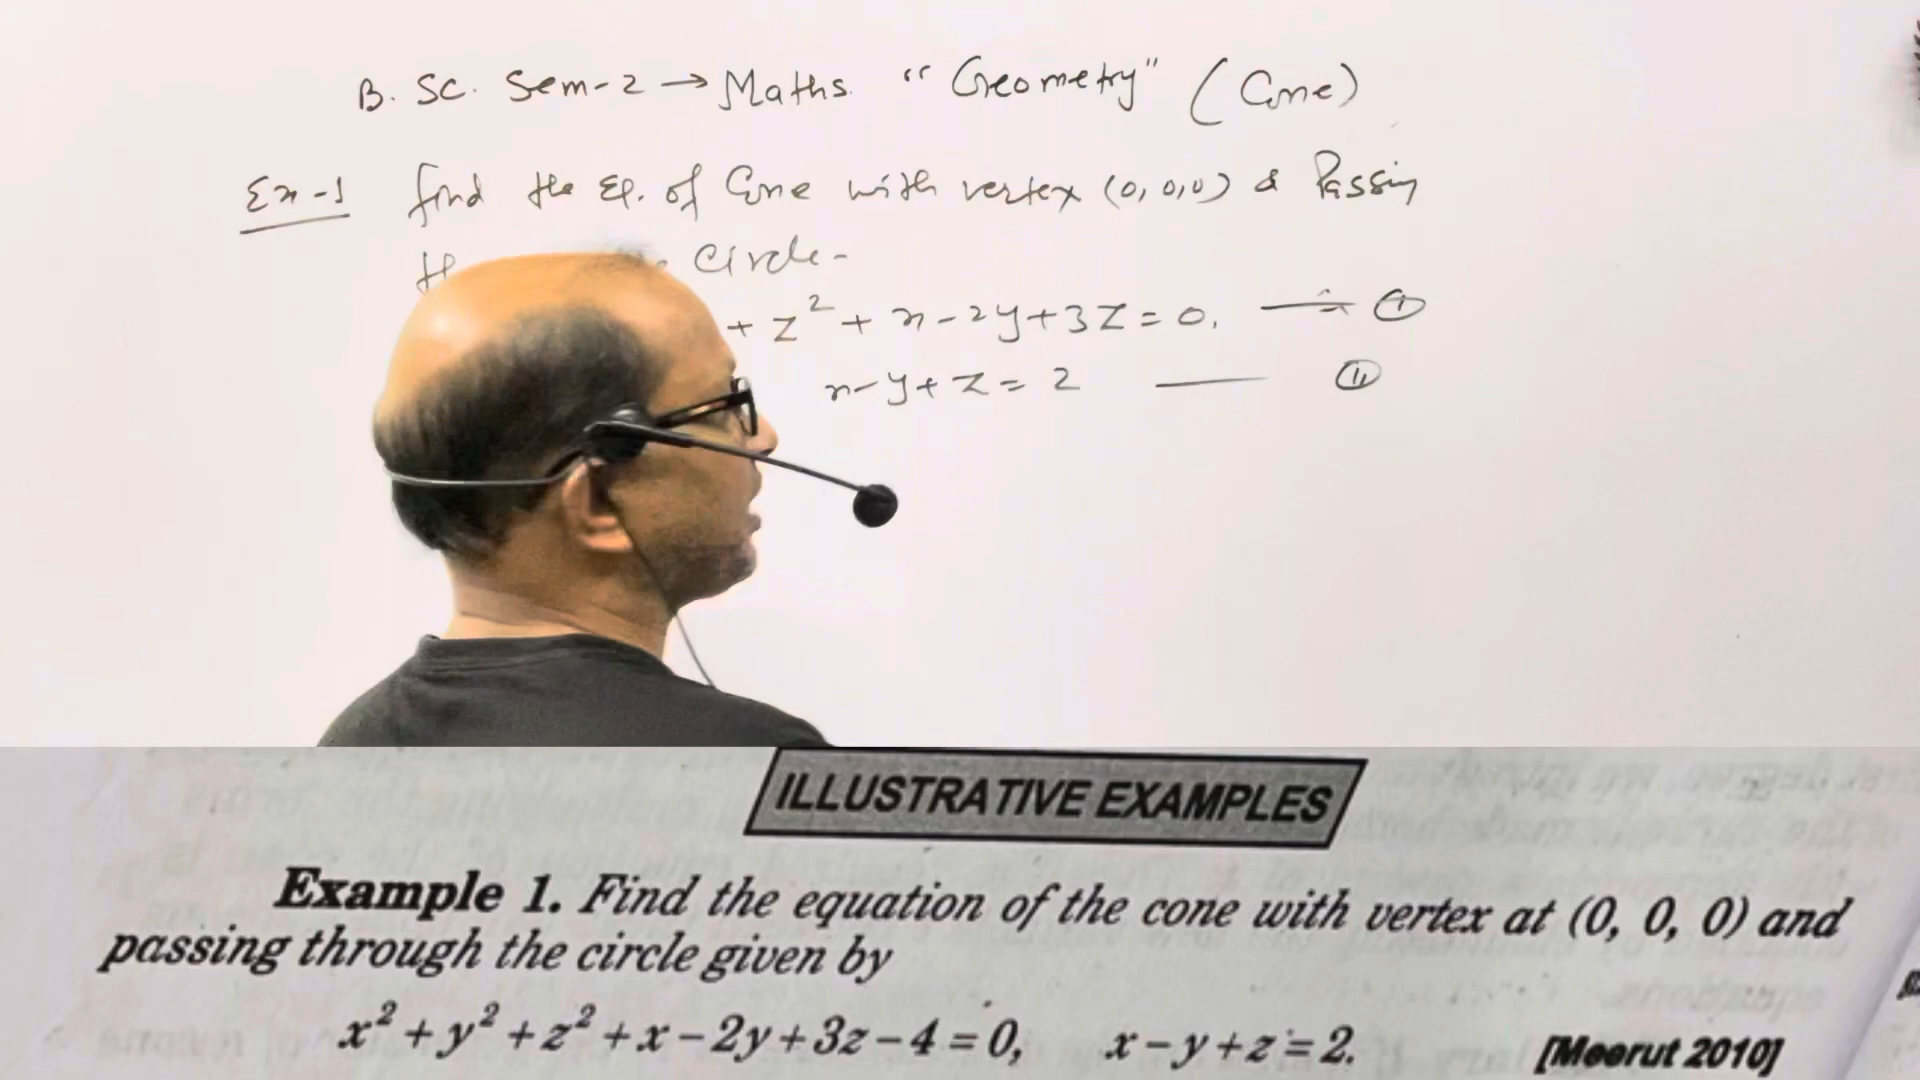 B. Sc. Sem-2 → Maths. "Geometry" (Cone)
Ex-1 find the Eq. of Cone with vertex (0,0,0) & Passing
Circle-
+ z² + x - 2y + 3z = 0. —— ①
x - y + z = 2 —— ⑪
ILLUSTRATIVE EXAMPLES
Example 1. Find the equation of the cone with vertex at (0, 0, 0) and
passing through the circle given by
x² + y² + z² + x − 2y + 3z − 4 = 0, x − y + z = 2. [Meerut 2010]